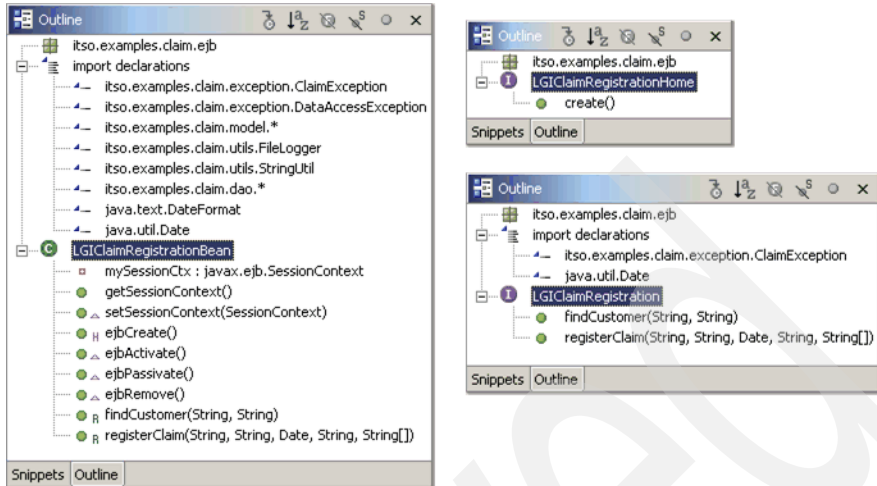 Outline
itso.examples.claim.ejb
import declarations
itso.examples.claim.exception.ClaimException
itso.examples.claim.exception.DataAccessException
itso.examples.claim.model.*
itso.examples.claim.utils.FileLogger
itso.examples.claim.utils.StringUtil
itso.examples.claim.dao.*
java.text.DateFormat
java.util.Date
LGIClaimRegistrationBean
mySessionCtx : javax.ejb.SessionContext
getSessionContext()
setSessionContext(SessionContext)
ejbCreate()
ejbActivate()
ejbPassivate()
ejbRemove()
findCustomer(String, String)
registerClaim(String, String, Date, String, String[])
Snippets Outline
Outline
itso.examples.claim.ejb
LGIClaimRegistrationHome
create()
Snippets Outline
Outline
itso.examples.claim.ejb
import declarations
itso.examples.claim.exception.ClaimException
java.util.Date
LGIClaimRegistration
findCustomer(String, String)
registerClaim(String, String, Date, String, String[])
Snippets Outline